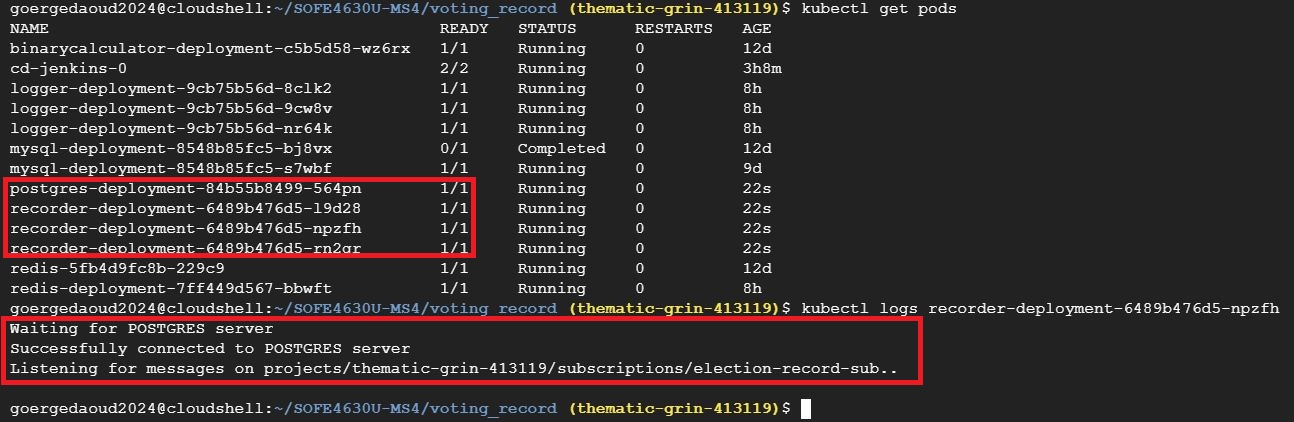 goergedaoud2024@cloudshell:~/SOFE4630U-MS4/voting_record (thematic-grin-413119)$ kubectl get pods
NAME READY STATUS RESTARTS AGE
binarycalculator-deployment-c5b5d58-wz6rx 1/1 Running 0 12d
cd-jenkins-0 2/2 Running 0 3h8m
logger-deployment-9cb75b56d-8clk2 1/1 Running 0 8h
logger-deployment-9cb75b56d-9cw8v 1/1 Running 0 8h
logger-deployment-9cb75b56d-nr64k 1/1 Running 0 8h
mysql-deployment-8548b85fc5-bj8vx 0/1 Completed 0 12d
mysql-deployment-8548b85fc5-s7wbf 1/1 Running 0 9d
postgres-deployment-84b55b8499-564pn 1/1 Running 0 22s
recorder-deployment-6489b476d5-l9d28 1/1 Running 0 22s
recorder-deployment-6489b476d5-npzfh 1/1 Running 0 22s
recorder-deployment-6489b476d5-rn2gr 1/1 Running 0 22s
redis-5fb4d9fc8b-229c9 1/1 Running 0 12d
redis-deployment-7ff449d567-bbwft 1/1 Running 0 8h
goergedaoud2024@cloudshell:~/SOFE4630U-MS4/voting_record (thematic-grin-413119)$ kubectl logs recorder-deployment-6489b476d5-npzfh
Waiting for POSTGRES server
Successfully connected to POSTGRES server
Listening for messages on projects/thematic-grin-413119/subscriptions/election-record-sub..
goergedaoud2024@cloudshell:~/SOFE4630U-MS4/voting_record (thematic-grin-413119)$